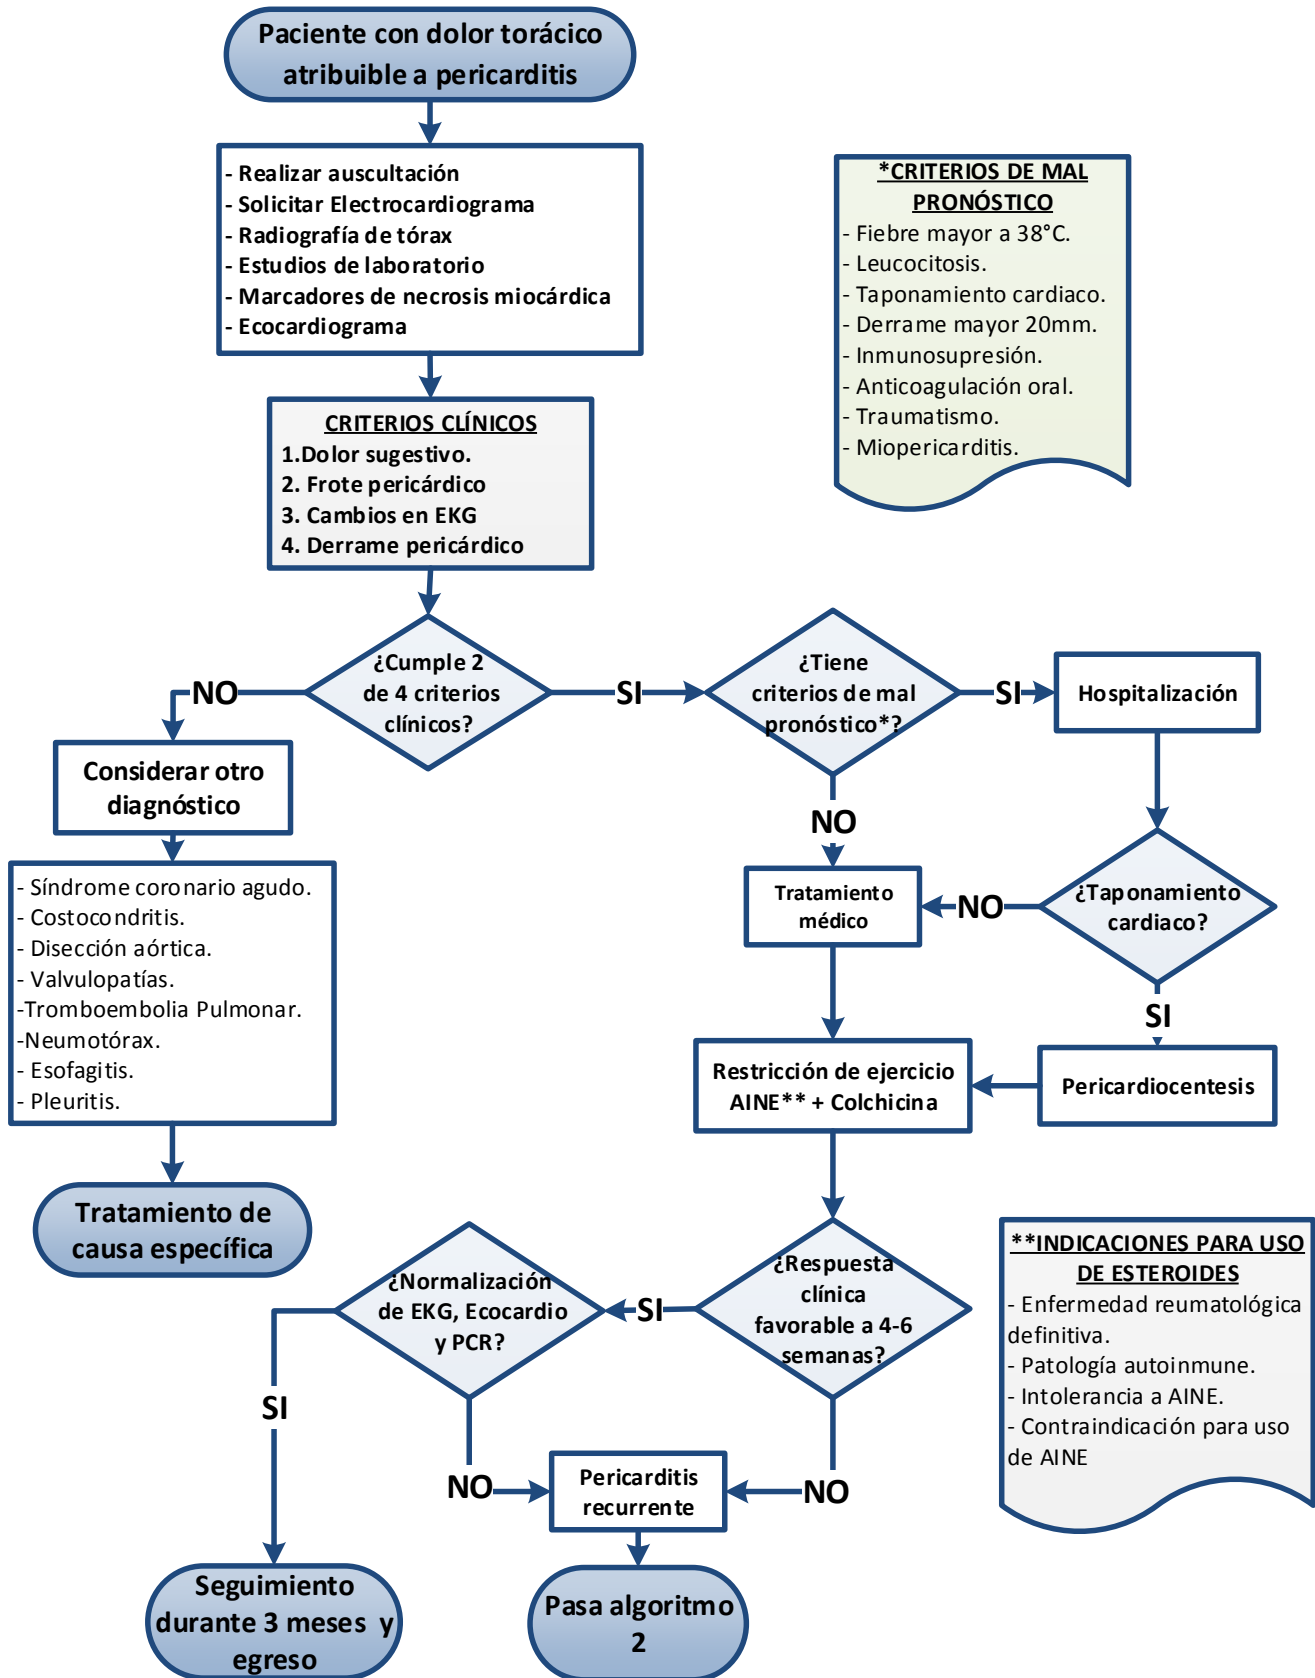 Paciente con dolor torácico
atribuible a pericarditis
- Realizar auscultación
- Solicitar Electrocardiograma
- Radiografía de tórax
- Estudios de laboratorio
- Marcadores de necrosis miocárdica
- Ecocardiograma
*CRITERIOS DE MAL
PRONÓSTICO
- Fiebre mayor a 38°C.
- Leucocitosis.
- Taponamiento cardiaco.
- Derrame mayor 20mm.
- Inmunosupresión.
- Anticoagulación oral.
- Traumatismo.
- Miopericarditis.
CRITERIOS CLÍNICOS
1.Dolor sugestivo.
2. Frote pericárdico
3. Cambios en EKG
4. Derrame pericárdico
¿Cumple 2
de 4 criterios
clínicos?
NO
SI
¿Tiene
criterios de mal
pronóstico*?
SI
Hospitalización
NO
Considerar otro
diagnóstico
- Síndrome coronario agudo.
- Costocondritis.
- Disección aórtica.
- Valvulopatías.
-Tromboembolia Pulmonar.
-Neumotórax.
- Esofagitis.
- Pleuritis.
Tratamiento de
causa específica
Tratamiento
médico
NO
¿Taponamiento
cardiaco?
SI
Pericardiocentesis
Restricción de ejercicio
AINE** + Colchicina
¿Respuesta
clínica
favorable a 4-6
semanas?
SI
¿Normalización
de EKG, Ecocardio
y PCR?
SI
NO
NO
Pericarditis
recurrente
**INDICACIONES PARA USO
DE ESTEROIDES
- Enfermedad reumatológica
definitiva.
- Patología autoinmune.
- Intolerancia a AINE.
- Contraindicación para uso
de AINE
Seguimiento
durante 3 meses y
egreso
Pasa algoritmo
2